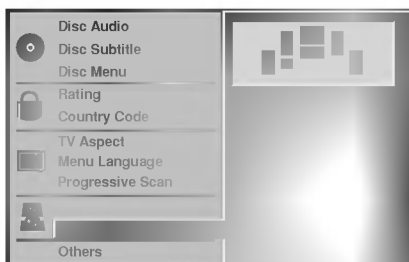 Disc Audio
Disc Subtitle
Disc Menu
Rating
Country Code
TV Aspect
Menu Language
Progressive Scan
Others